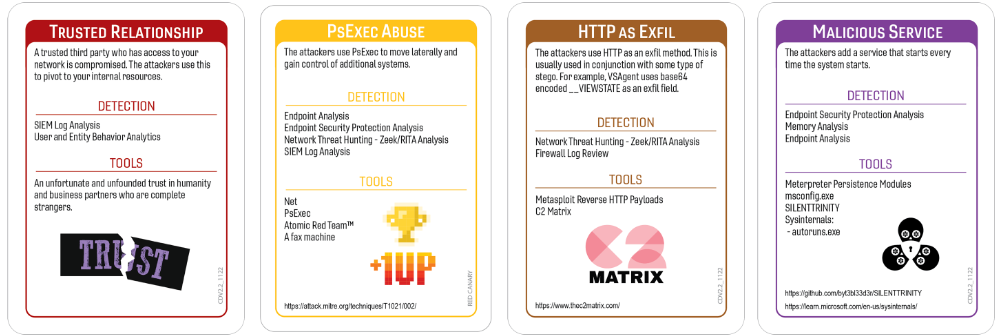 TRUSTED RELATIONSHIP
A trusted third party who has access to your
network is compromised. The attackers use this
to pivot to your internal resources.
DETECTION
SIEM Log Analysis
User and Entity Behavior Analytics
TOOLS
An unfortunate and unfounded trust in humanity
and business partners who are complete
strangers.
TRUST
COV2.2_1122
PSEXEC ABUSE
The attackers use PsExec to move laterally and
gain control of additional systems.
DETECTION
Endpoint Analysis
Endpoint Security Protection Analysis
Network Threat Hunting - Zeek/RITA Analysis
SIEM Log Analysis
TOOLS
Net
PsExec
Atomic Red Team™
A fax machine
+1UP
https://attack.mitre.org/techniques/T1021/002/
RED CANARY
HTTP AS EXFIL
The attackers use HTTP as an exfil method. This is
usually used in conjunction with some type of
stego. For example, VSAgent uses base64
encoded __VIEWSTATE as an exfil field.
DETECTION
Network Threat Hunting - Zeek/RITA Analysis
Firewall Log Review
TOOLS
Metasploit Reverse HTTP Payloads
C2 Matrix
C2
MATRIX
https://www.thec2matrix.com/
COV2.2_1122
MALICIOUS SERVICE
The attackers add a service that starts every
time the system starts.
DETECTION
Endpoint Security Protection Analysis
Memory Analysis
Endpoint Analysis
TOOLS
Meterpreter Persistence Modules
msconfig.exe
SILENTTRINITY
Sysinternals:
- autoruns.exe
https://github.com/byt3bl33d3r/SILENTTRINITY
https://learn.microsoft.com/en-us/sysinternals/
COV2.2_1122